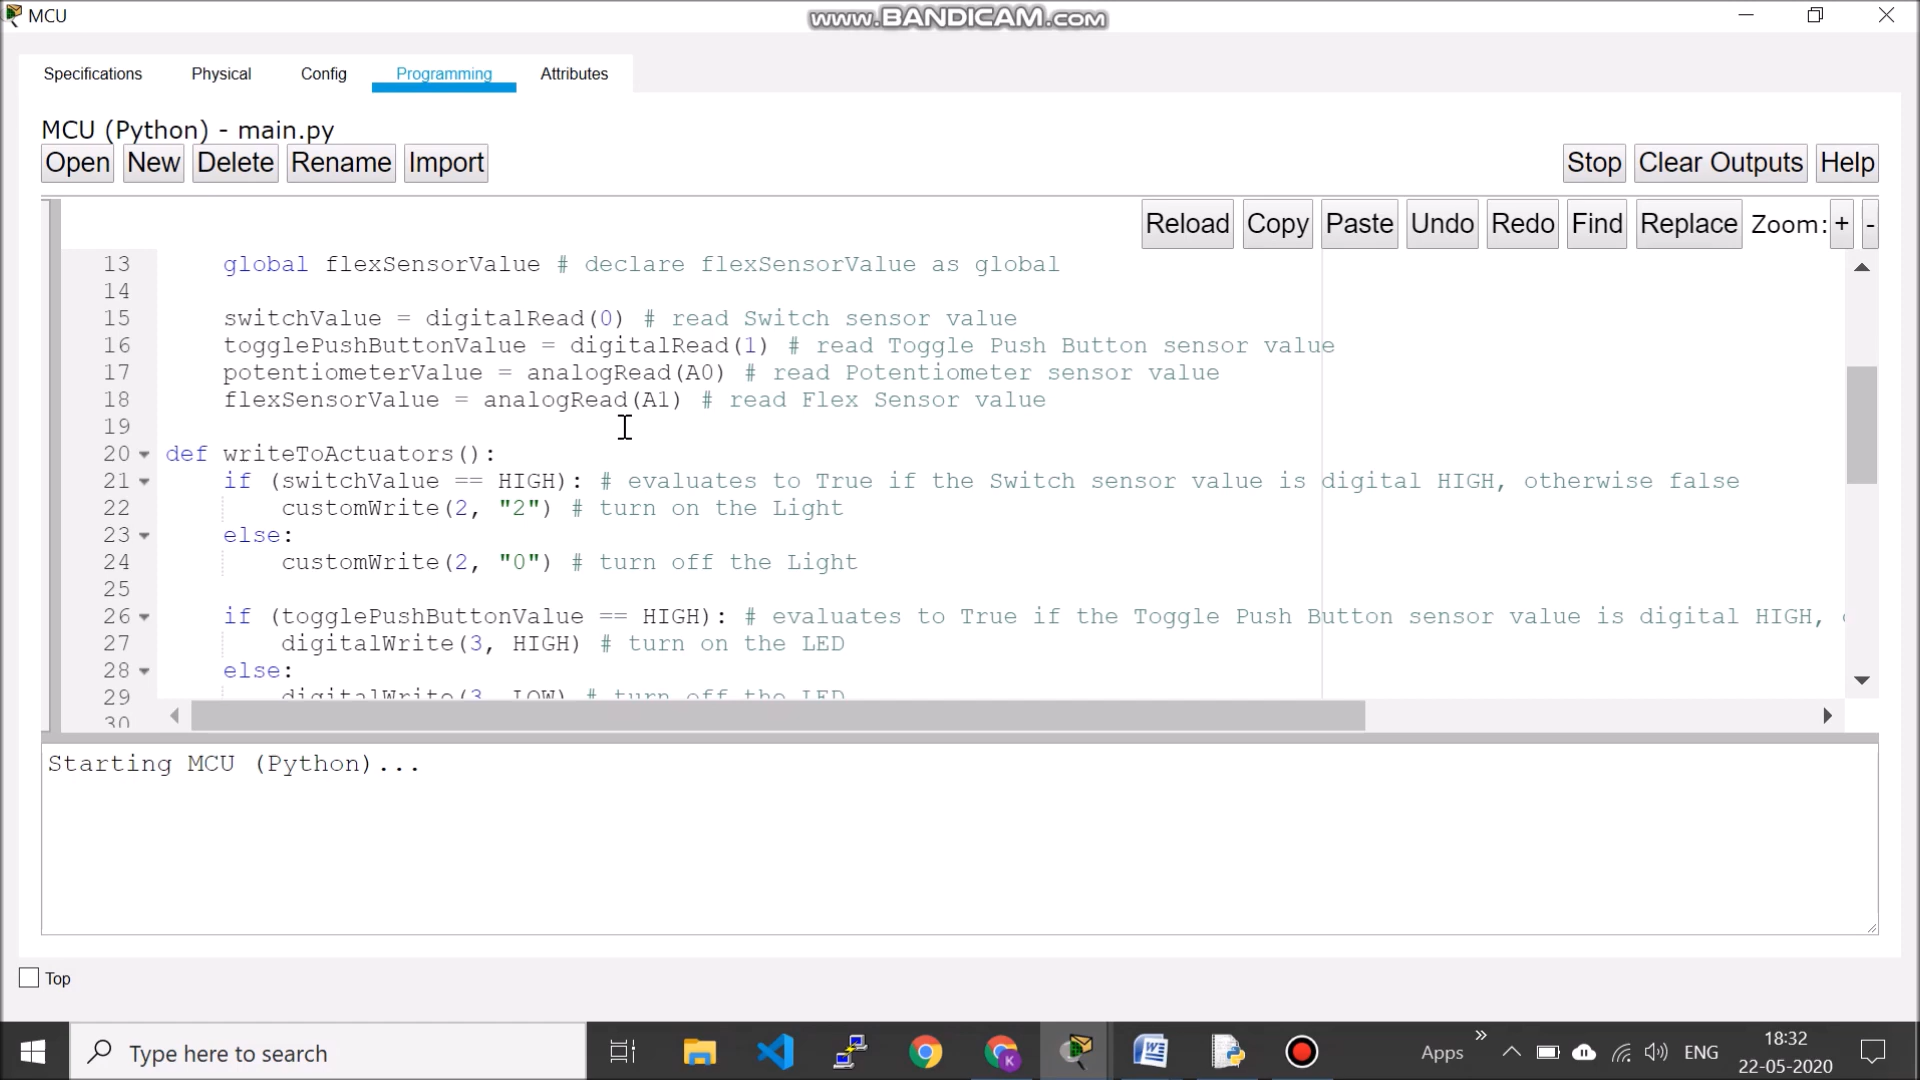 MCU
www.BANDICAM.com
Specifications Physical Config Programming Attributes
MCU (Python) - main.py
Open New Delete Rename Import Stop Clear Outputs Help
Reload Copy Paste Undo Redo Find Replace Zoom: + -
13 global flexSensorValue # declare flexSensorValue as global
14
15 switchValue = digitalRead(0) # read Switch sensor value
16 togglePushButtonValue = digitalRead(1) # read Toggle Push Button sensor value
17 potentiometerValue = analogRead(A0) # read Potentiometer sensor value
18 flexSensorValue = analogRead(A1) # read Flex Sensor value
19
20 def writeToActuators():
21 if (switchValue == HIGH): # evaluates to True if the Switch sensor value is digital HIGH, otherwise false
22 customWrite(2, "2") # turn on the Light
23 else:
24 customWrite(2, "0") # turn off the Light
25
26 if (togglePushButtonValue == HIGH): # evaluates to True if the Toggle Push Button sensor value is digital HIGH,
27 digitalWrite(3, HIGH) # turn on the LED
28 else:
29 digitalWrite(3, LOW) # turn off the LED
30
Starting MCU (Python)...
Top
Type here to search
Apps
ENG
18:32
22-05-2020